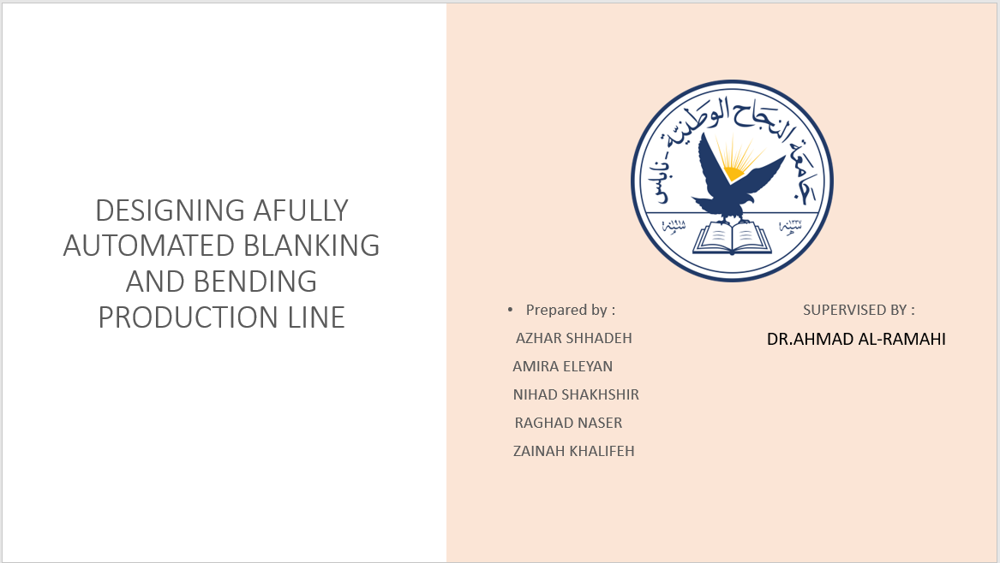 DESIGNING AFULLY
AUTOMATED BLANKING
AND BENDING
PRODUCTION LINE
جامعة النجاح الوطنية - نابلس
سنة ١٩١٨
سنة ١٣٣٧ هـ
• Prepared by :
AZHAR SHHADEH
AMIRA ELEYAN
NIHAD SHAKHSHIR
RAGHAD NASER
ZAINAH KHALIFEH
SUPERVISED BY :
DR.AHMAD AL-RAMAHI